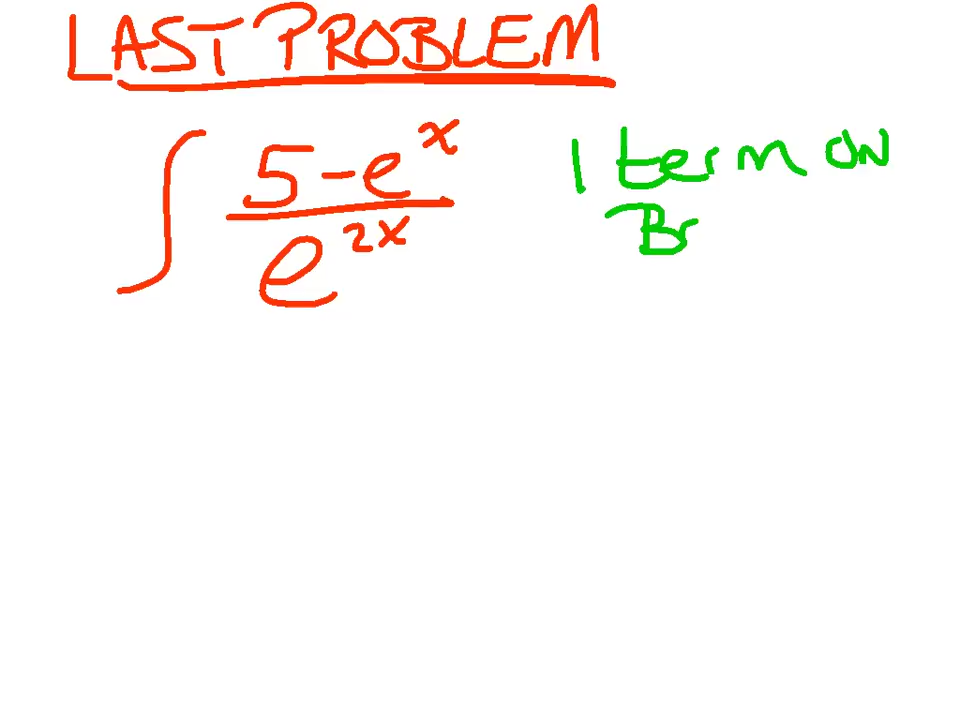 LAST PROBLEM
∫ (5-e^x)/(e^(2x))
1 term on
Br